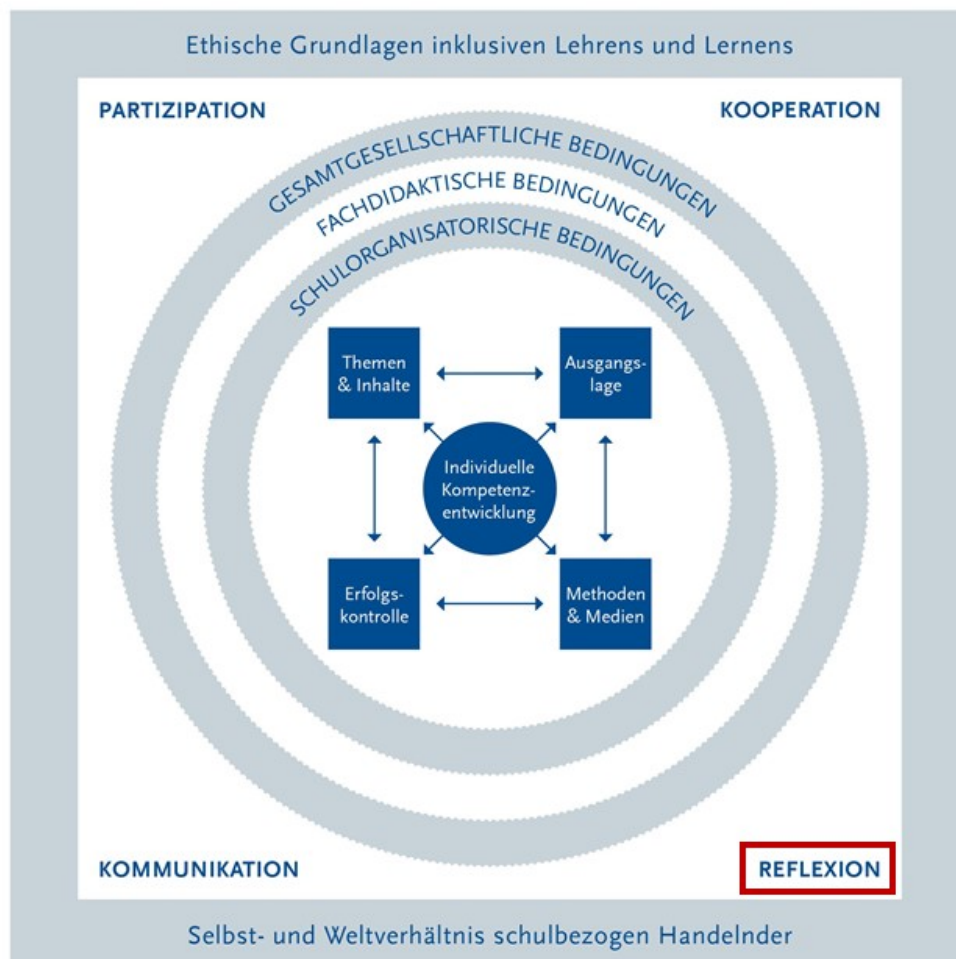 Ethische Grundlagen inklusiven Lehrens und Lernens
PARTIZIPATION
KOOPERATION
GESAMTGESELLSCHAFTLICHE BEDINGUNGEN
FACHDIDAKTISCHE BEDINGUNGEN
SCHULORGANISATORISCHE BEDINGUNGEN
Themen
& Inhalte
Ausgangs-
lage
Individuelle
Kompetenz-
entwicklung
Erfolgs-
kontrolle
Methoden
& Medien
KOMMUNIKATION
REFLEXION
Selbst- und Weltverhältnis schulbezogen Handelnder